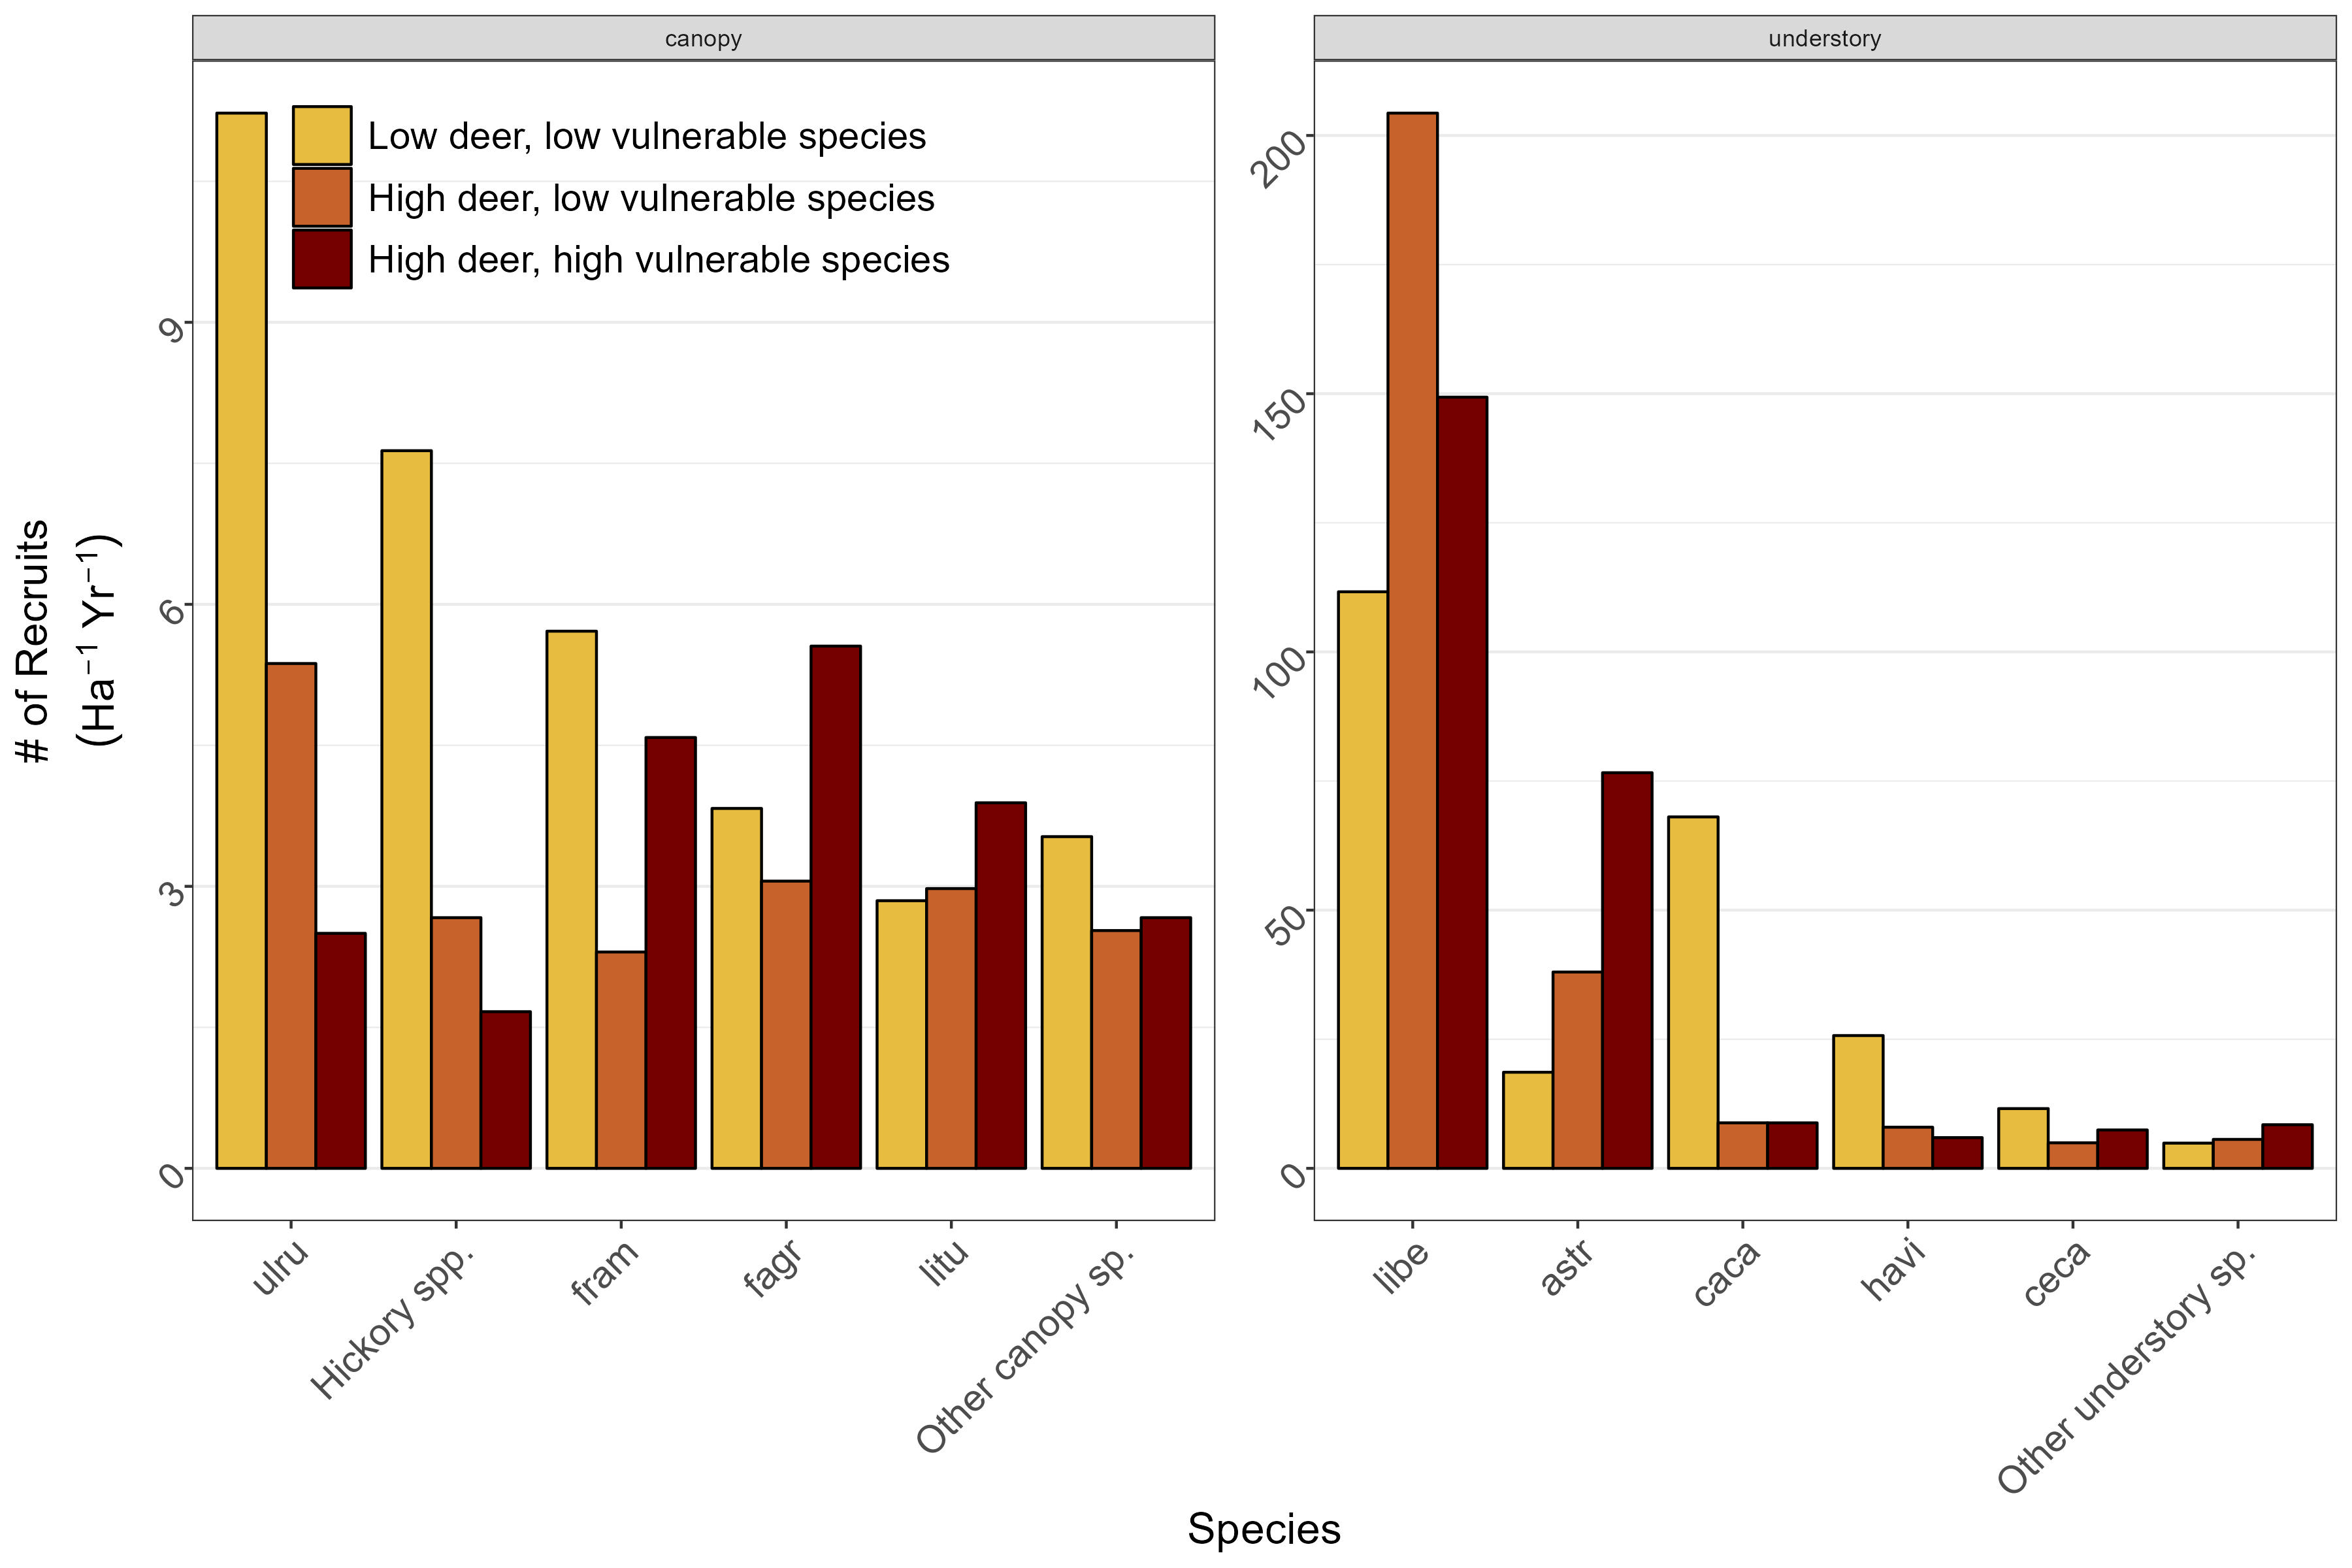 canopy
understory
Low deer, low vulnerable species
High deer, low vulnerable species
High deer, high vulnerable species
# of Recruits
(Ha⁻¹ Yr⁻¹)
9
6
3
0
200
150
100
50
0
ulru
Hickory spp.
fram
fagr
litu
Other canopy sp.
libe
astr
caca
havi
ceca
Other understory sp.
Species